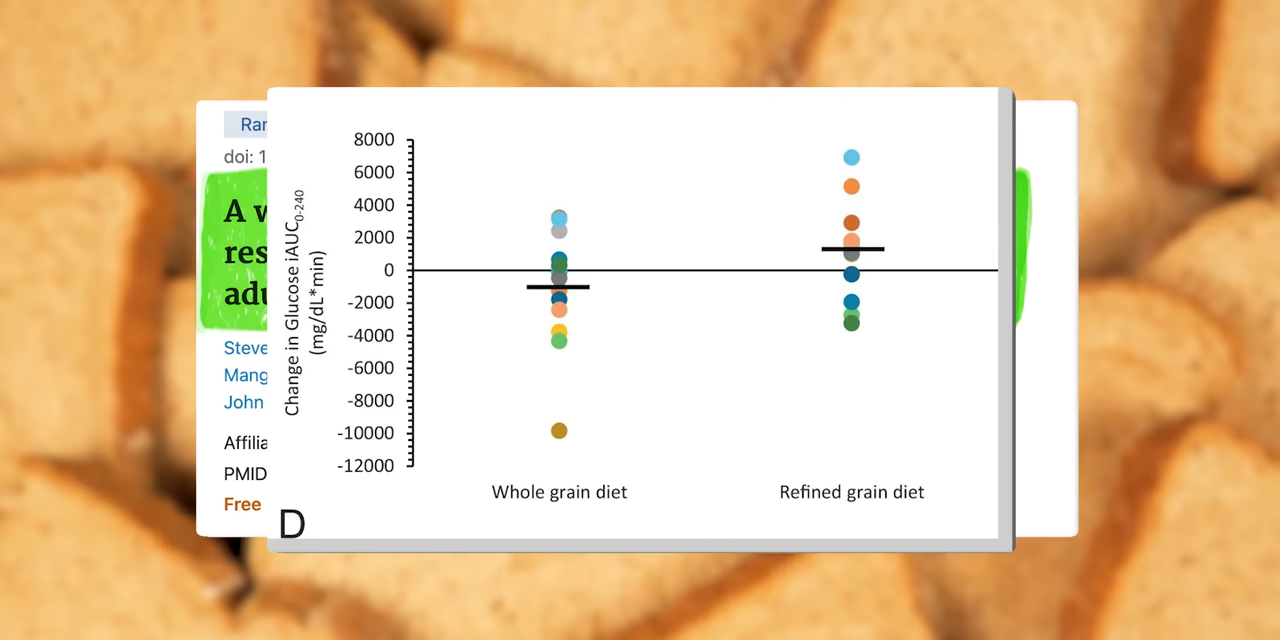 Ran
doi: 1
A w
res
adu
Steve
Mang
John
Affilia
PMID
Free
Change in Glucose iAUC0-240
(mg/dL*min)
8000
6000
4000
2000
0
-2000
-4000
-6000
-8000
-10000
-12000
Whole grain diet
Refined grain diet
D